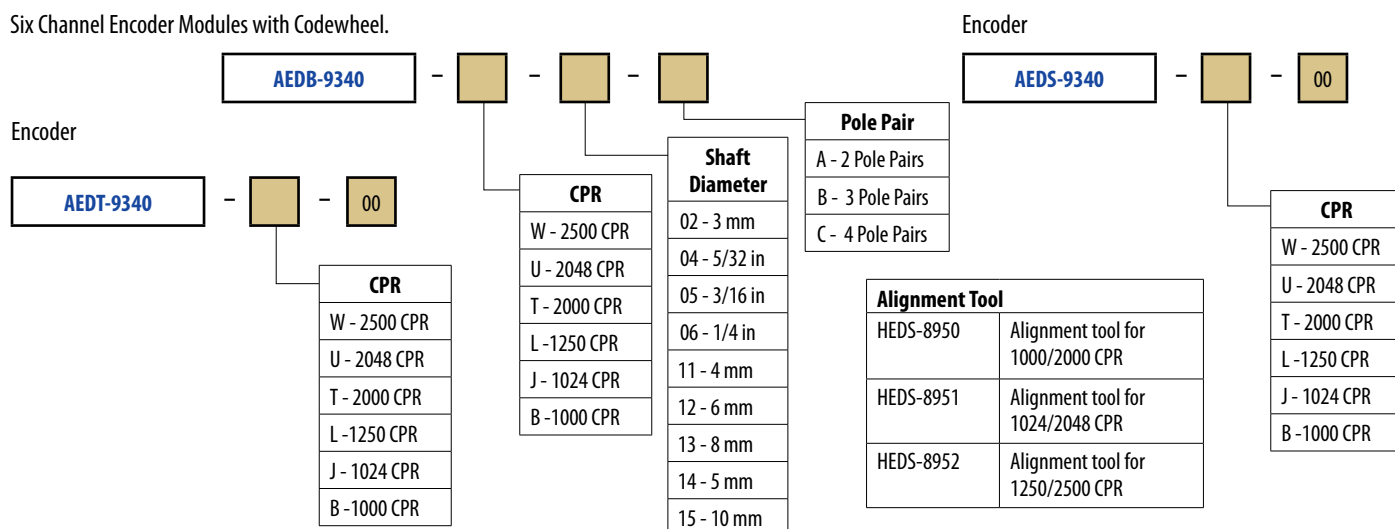 Six Channel Encoder Modules with Codewheel.
AEDB-9340 - - -
Encoder
AEDT-9340 - - 00
CPR
W - 2500 CPR
U - 2048 CPR
T - 2000 CPR
L -1250 CPR
J - 1024 CPR
B -1000 CPR
CPR
W - 2500 CPR
U - 2048 CPR
T - 2000 CPR
L -1250 CPR
J - 1024 CPR
B -1000 CPR
Shaft
Diameter
02 - 3 mm
04 - 5/32 in
05 - 3/16 in
06 - 1/4 in
11 - 4 mm
12 - 6 mm
13 - 8 mm
14 - 5 mm
15 - 10 mm
Pole Pair
A - 2 Pole Pairs
B - 3 Pole Pairs
C - 4 Pole Pairs
Encoder
AEDS-9340 - - 00
CPR
W - 2500 CPR
U - 2048 CPR
T - 2000 CPR
L -1250 CPR
J - 1024 CPR
B -1000 CPR
Alignment Tool
HEDS-8950 Alignment tool for
1000/2000 CPR
HEDS-8951 Alignment tool for
1024/2048 CPR
HEDS-8952 Alignment tool for
1250/2500 CPR